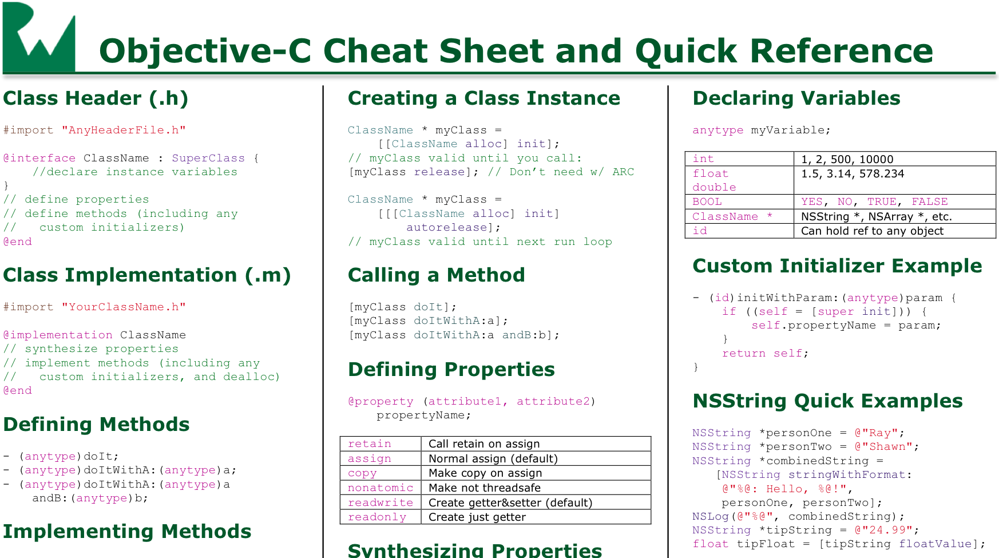 Objective-C Cheat Sheet and Quick Reference
Class Header (.h)
#import "AnyHeaderFile.h"
@interface ClassName : SuperClass {
    //declare instance variables
}
// define properties
// define methods (including any
//   custom initializers)
@end
Class Implementation (.m)
#import "YourClassName.h"
@implementation ClassName
// synthesize properties
// implement methods (including any
//   custom initializers, and dealloc)
@end
Defining Methods
- (anytype)doIt;
- (anytype)doItWithA:(anytype)a;
- (anytype)doItWithA:(anytype)a
    andB:(anytype)b;
Implementing Methods
Creating a Class Instance
ClassName * myClass =
    [[ClassName alloc] init];
// myClass valid until you call:
[myClass release]; // Don’t need w/ ARC
ClassName * myClass =
    [[[ClassName alloc] init]
        autorelease];
// myClass valid until next run loop
Calling a Method
[myClass doIt];
[myClass doItWithA:a];
[myClass doItWithA:a andB:b];
Defining Properties
@property (attribute1, attribute2)
    propertyName;
retain Call retain on assign
assign Normal assign (default)
copy Make copy on assign
nonatomic Make not threadsafe
readwrite Create getter&setter (default)
readonly Create just getter
Synthesizing Properties
Declaring Variables
anytype myVariable;
int 1, 2, 500, 10000
float 1.5, 3.14, 578.234
double
BOOL YES, NO, TRUE, FALSE
ClassName * NSString *, NSArray *, etc.
id Can hold ref to any object
Custom Initializer Example
- (id)initWithParam:(anytype)param {
    if ((self = [super init])) {
        self.propertyName = param;
    }
    return self;
}
NSString Quick Examples
NSString *personOne = @"Ray";
NSString *personTwo = @"Shawn";
NSString *combinedString =
   [NSString stringWithFormat:
    @"%@: Hello, %@!",
    personOne, personTwo];
NSLog(@"%@", combinedString);
NSString *tipString = @"24.99";
float tipFloat = [tipString floatValue];